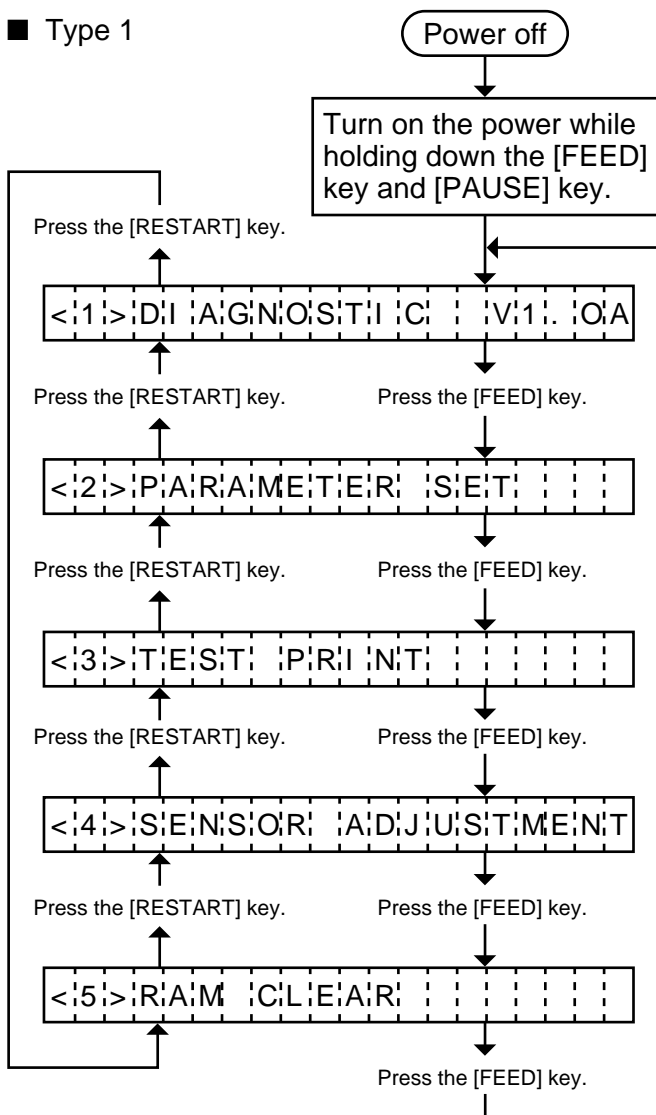 ■ Type 1
Power off
Turn on the power while
holding down the [FEED]
key and [PAUSE] key.
Press the [RESTART] key.
<1>DIAGNOSTIC  V1.OA
Press the [RESTART] key.
Press the [FEED] key.
<2>PARAMETER SET
Press the [RESTART] key.
Press the [FEED] key.
<3>TEST PRINT
Press the [RESTART] key.
Press the [FEED] key.
<4>SENSOR ADJUSTMENT
Press the [RESTART] key.
Press the [FEED] key.
<5>RAM CLEAR
Press the [FEED] key.